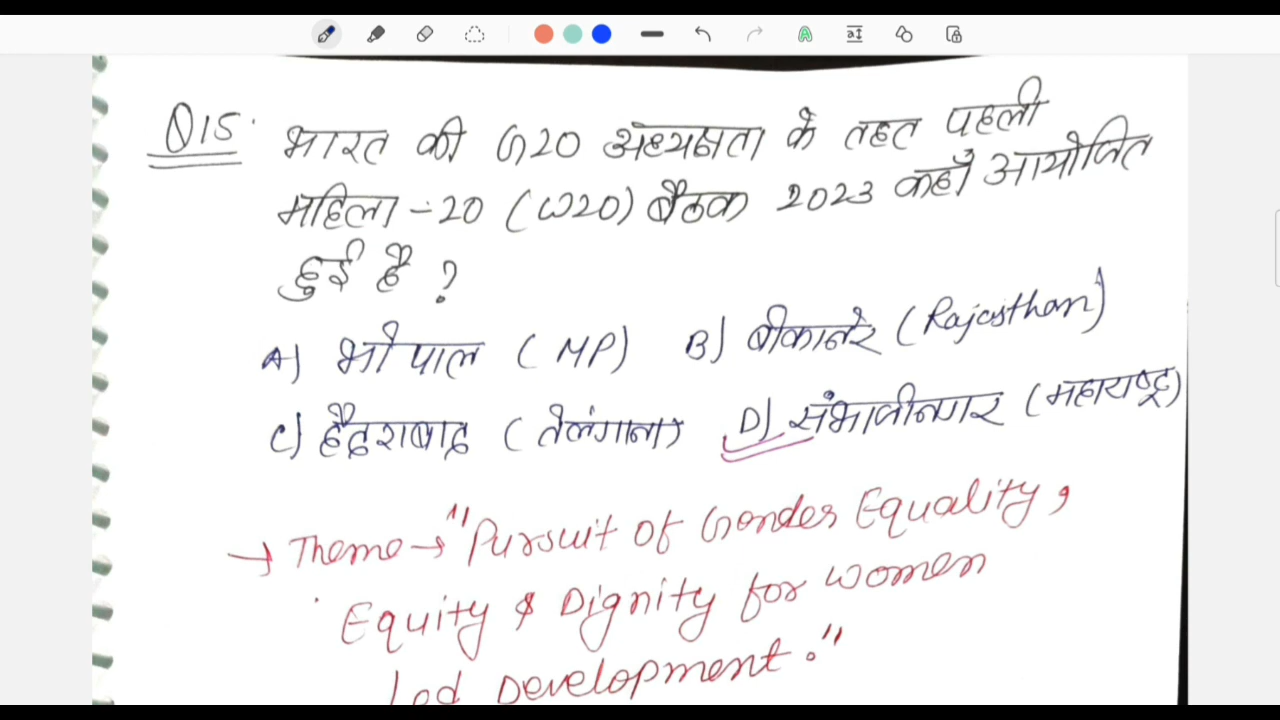 Q15. भारत की G20 अध्यक्षता के तहत पहली
महिला-20 (W20) बैठक 2023 कहाँ आयोजित
हुई है ?
A) भोपाल (MP) B) बीकानेर (Rajasthan)
C) हैदराबाद (तेलंगाना) D) संभाजीनगर (महाराष्ट्र)
→ Theme → "Pursuit of Gender Equality,
Equity & Dignity for women
Led Development."